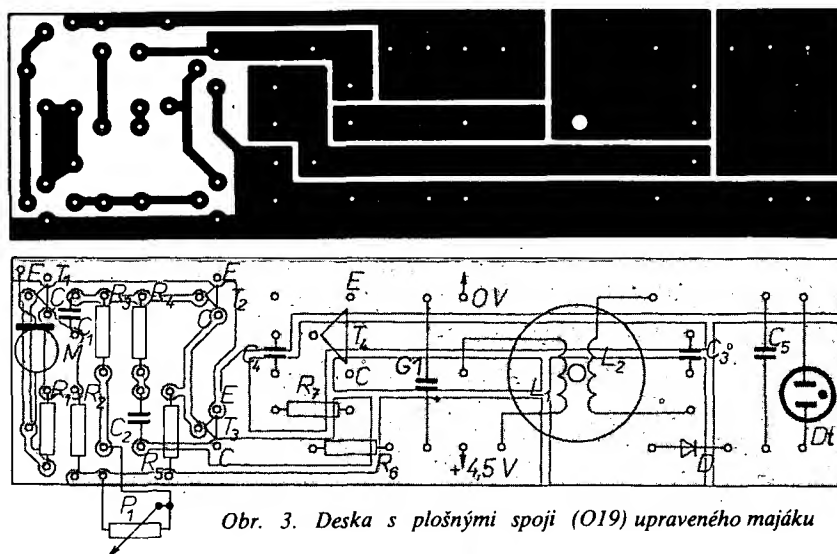 E T₁ R₃ R₄ E E
C C₁ T₂ 0 V
M C T₄ C₅
C₄ Č G1 L₁ L₂ C₃
R₁ R₂ E R₇
C₂ T₃ Dt
R₅ C R₆ +4,5 V D
P₁
Obr. 3. Deska s plošnými spoji (O19) upraveného majáku